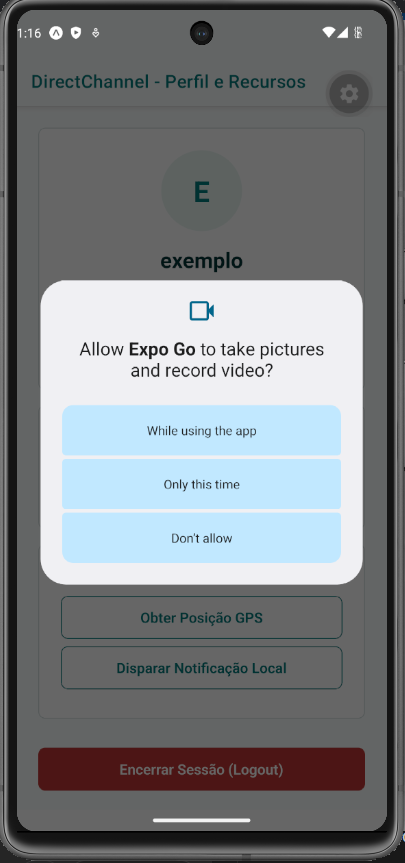 1:16
DirectChannel - Perfil e Recursos
E
exemplo
Allow Expo Go to take pictures
and record video?
While using the app
Only this time
Don't allow
Obter Posição GPS
Disparar Notificação Local
Encerrar Sessão (Logout)